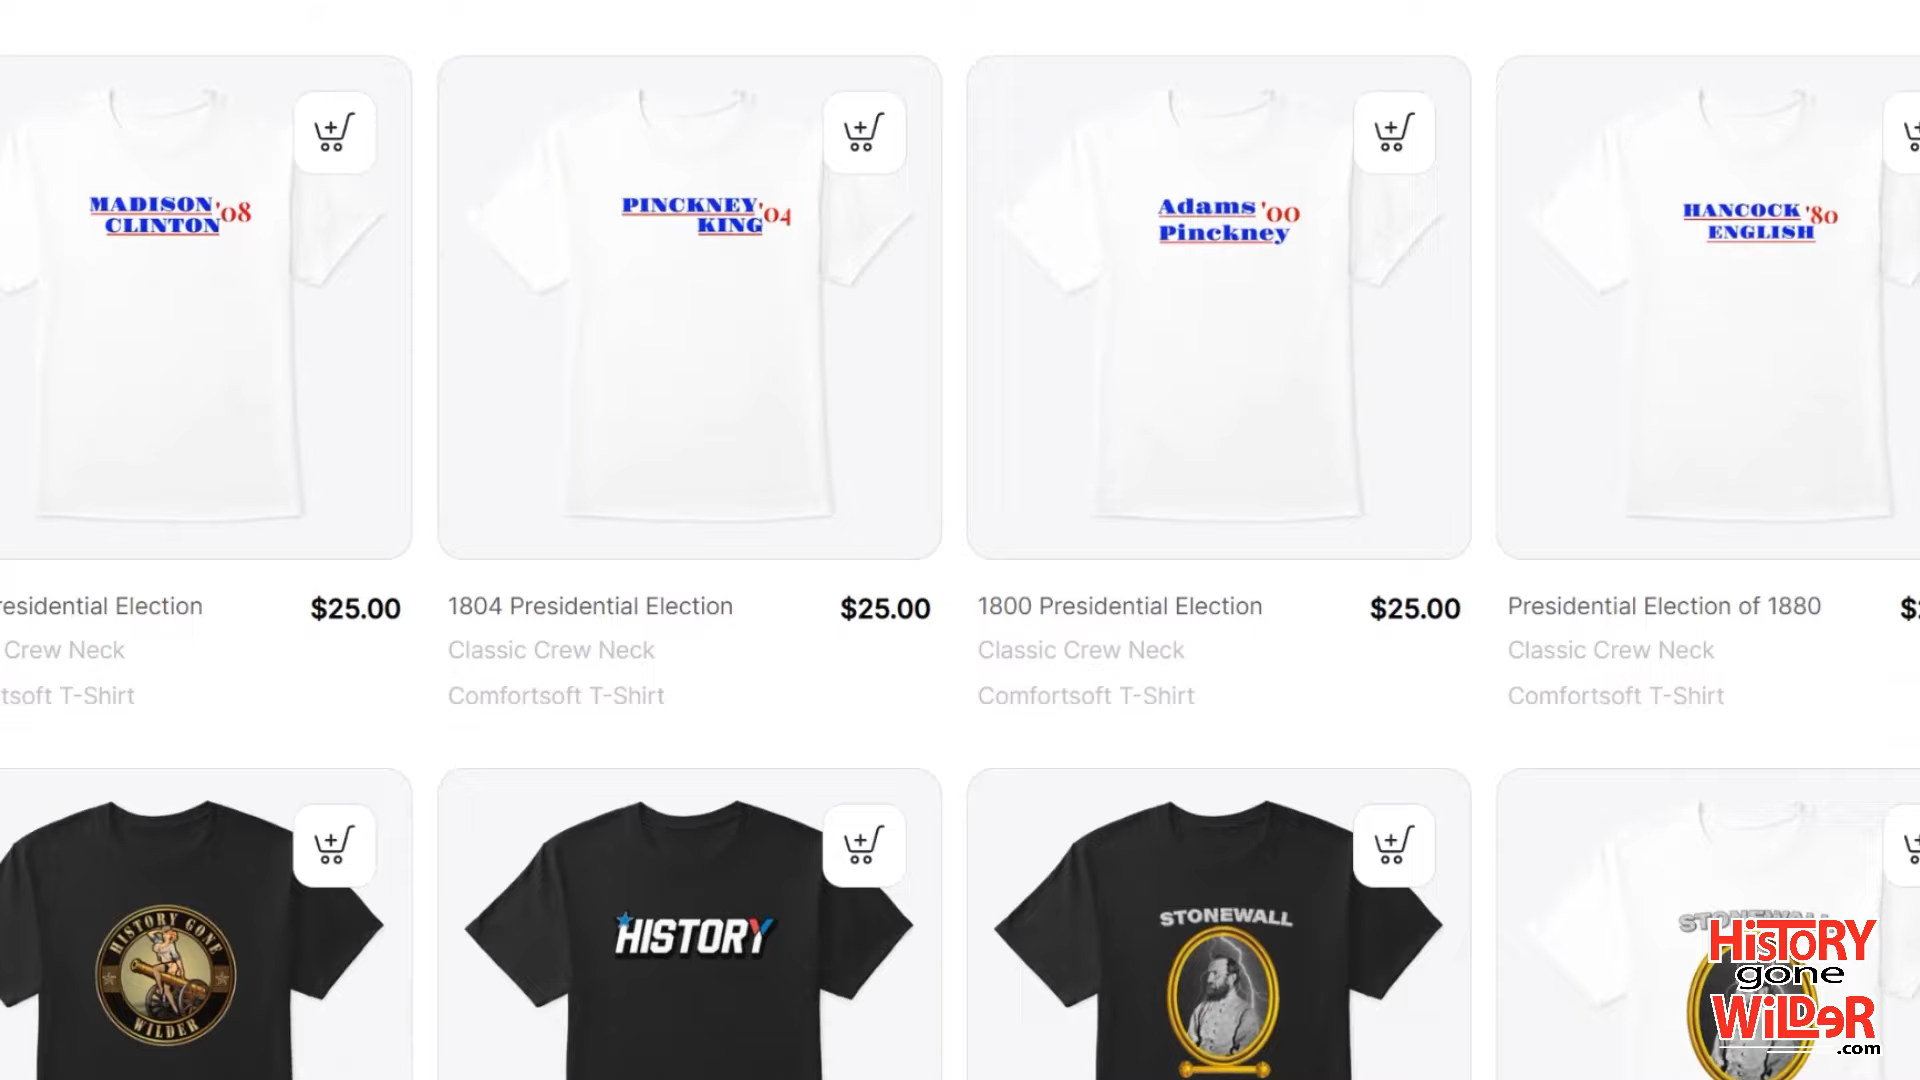 MADISON '08
CLINTON
PINCKNEY '04
KING
Adams '00
Pinckney
HANCOCK '80
ENGLISH
residential Election
$25.00
1804 Presidential Election
$25.00
1800 Presidential Election
$25.00
Presidential Election of 1880
$
Crew Neck
Classic Crew Neck
Classic Crew Neck
Classic Crew Neck
tsoft T-Shirt
Comfortsoft T-Shirt
Comfortsoft T-Shirt
Comfortsoft T-Shirt
HISTORY GONE
WILDER
HISTORY
STONEWALL
STONEWALL
HiSTORY
gone
WiLDeR
.com